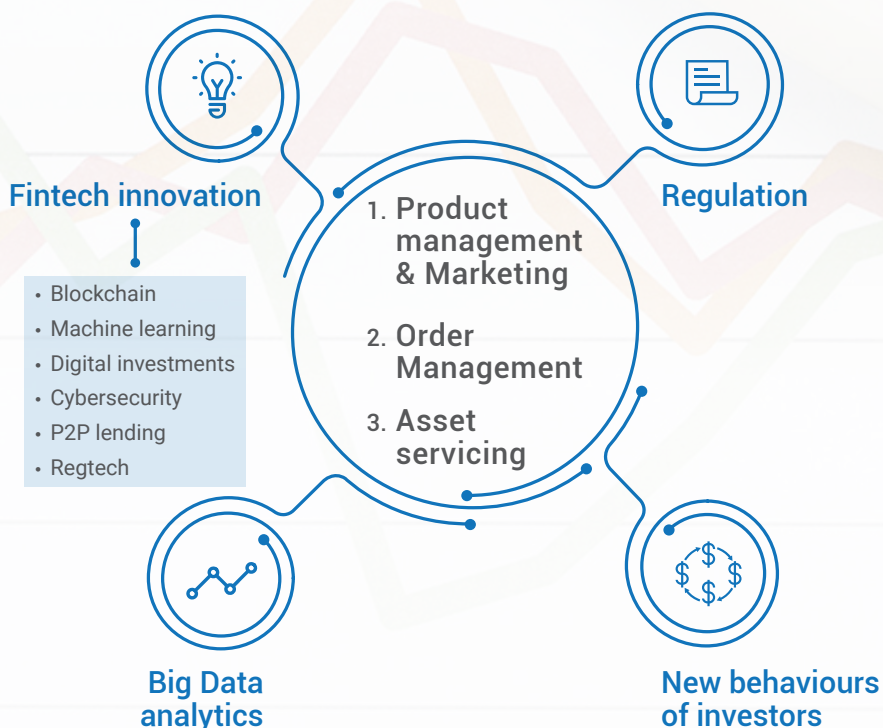 Fintech innovation
• Blockchain
• Machine learning
• Digital investments
• Cybersecurity
• P2P lending
• Regtech
Regulation
1. Product
management
& Marketing
2. Order
Management
3. Asset
servicing
Big Data
analytics
New behaviours
of investors
$
$
$
$